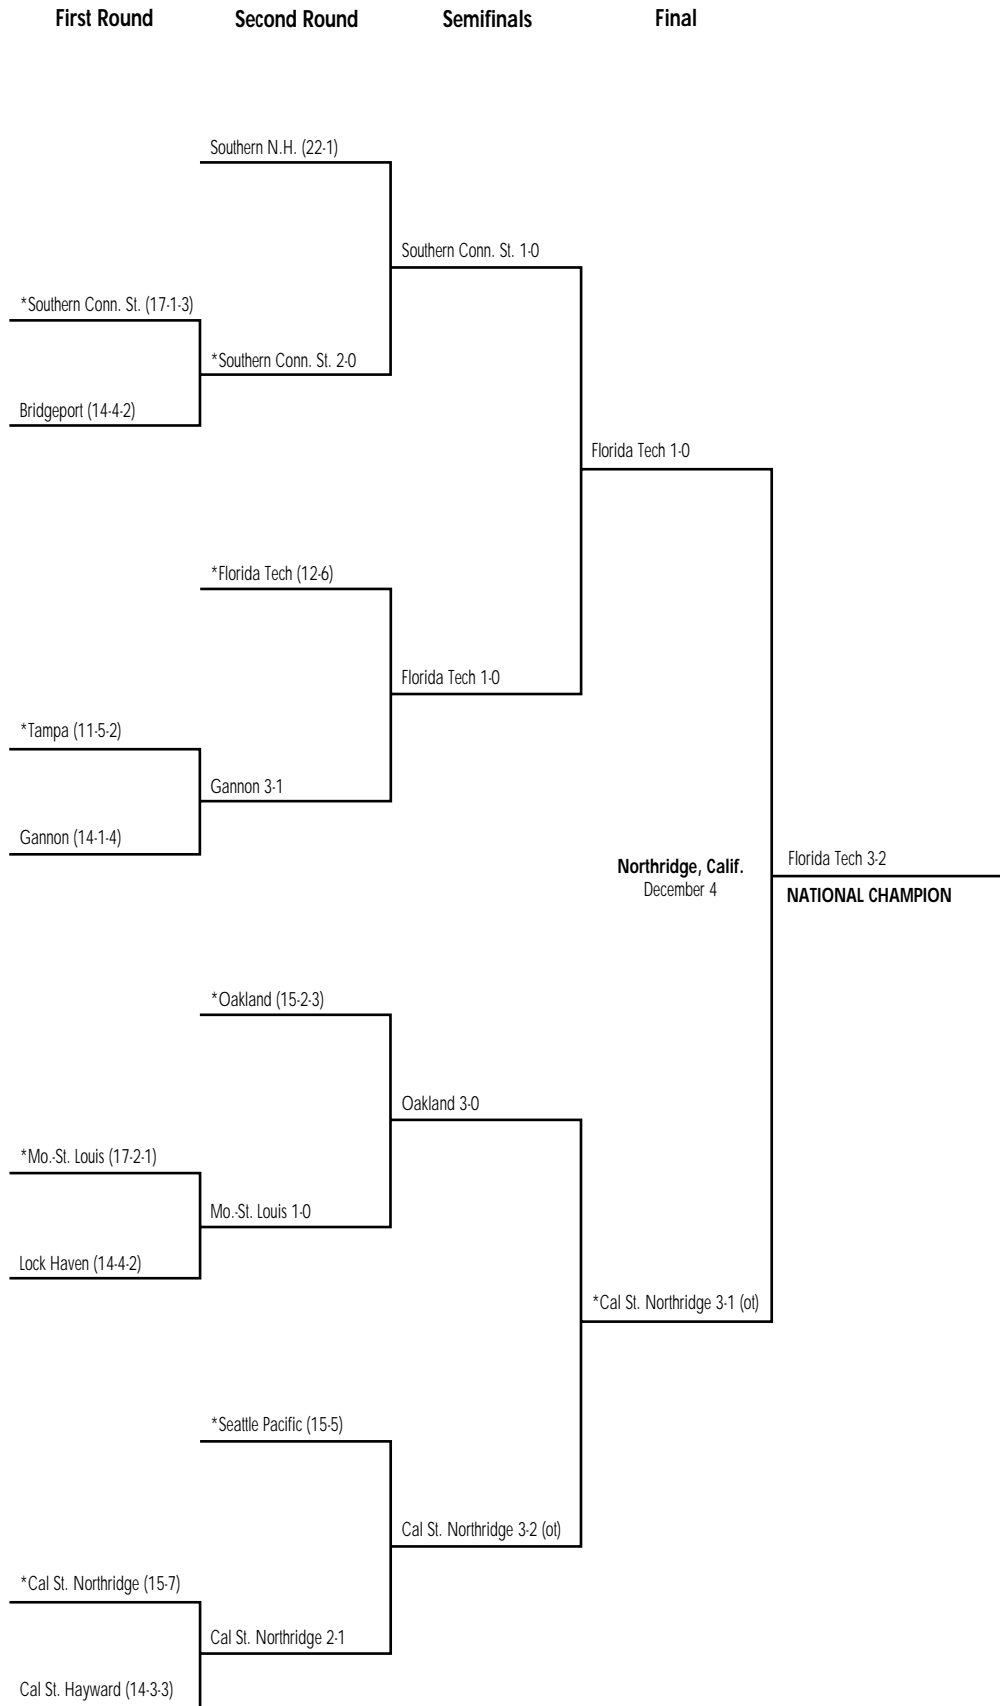 First Round Second Round Semifinals Final
Southern N.H. (22-1)
Southern Conn. St. 1-0
*Southern Conn. St. (17-1-3)
*Southern Conn. St. 2-0
Bridgeport (14-4-2)
Florida Tech 1-0
*Florida Tech (12-6)
Florida Tech 1-0
*Tampa (11-5-2)
Gannon 3-1
Gannon (14-1-4)
Northridge, Calif.
December 4
Florida Tech 3-2
NATIONAL CHAMPION
*Oakland (15-2-3)
Oakland 3-0
*Mo.-St. Louis (17-2-1)
Mo.-St. Louis 1-0
Lock Haven (14-4-2)
*Cal St. Northridge 3-1 (ot)
*Seattle Pacific (15-5)
Cal St. Northridge 3-2 (ot)
*Cal St. Northridge (15-7)
Cal St. Northridge 2-1
Cal St. Hayward (14-3-3)